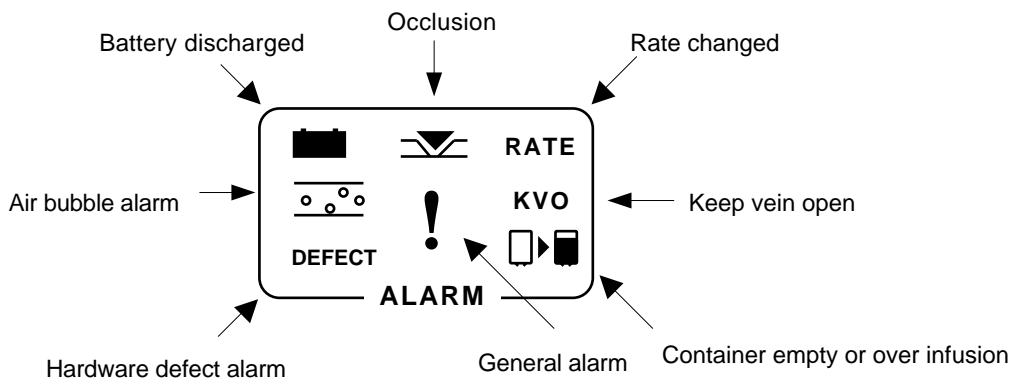 Occlusion
Battery discharged
Rate changed
RATE
Air bubble alarm
KVO
Keep vein open
DEFECT
ALARM
Hardware defect alarm
General alarm
Container empty or over infusion